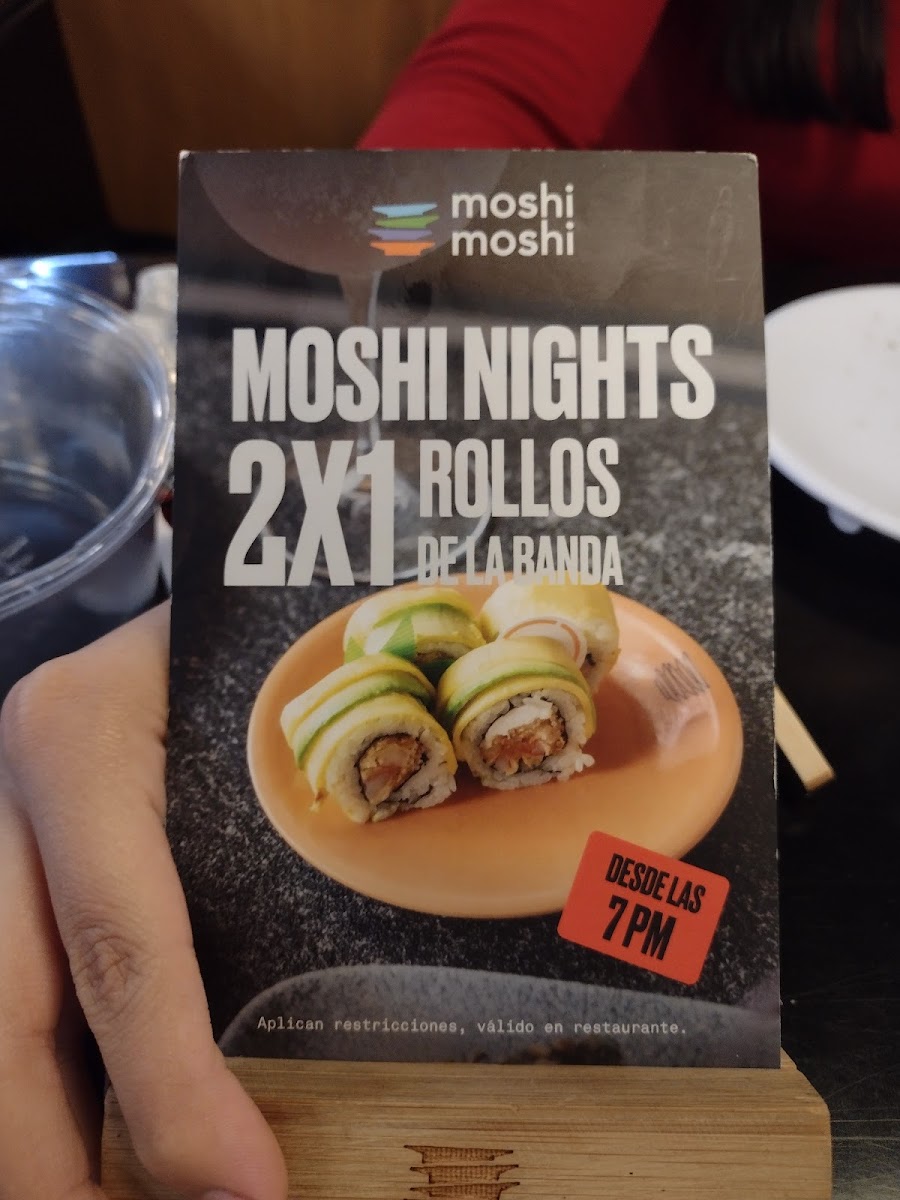 moshi
moshi
MOSHI NIGHTS
2X1 ROLLOS
DE LA BANDA
DESDE LAS
7 PM
Aplican restricciones, válido en restaurante.